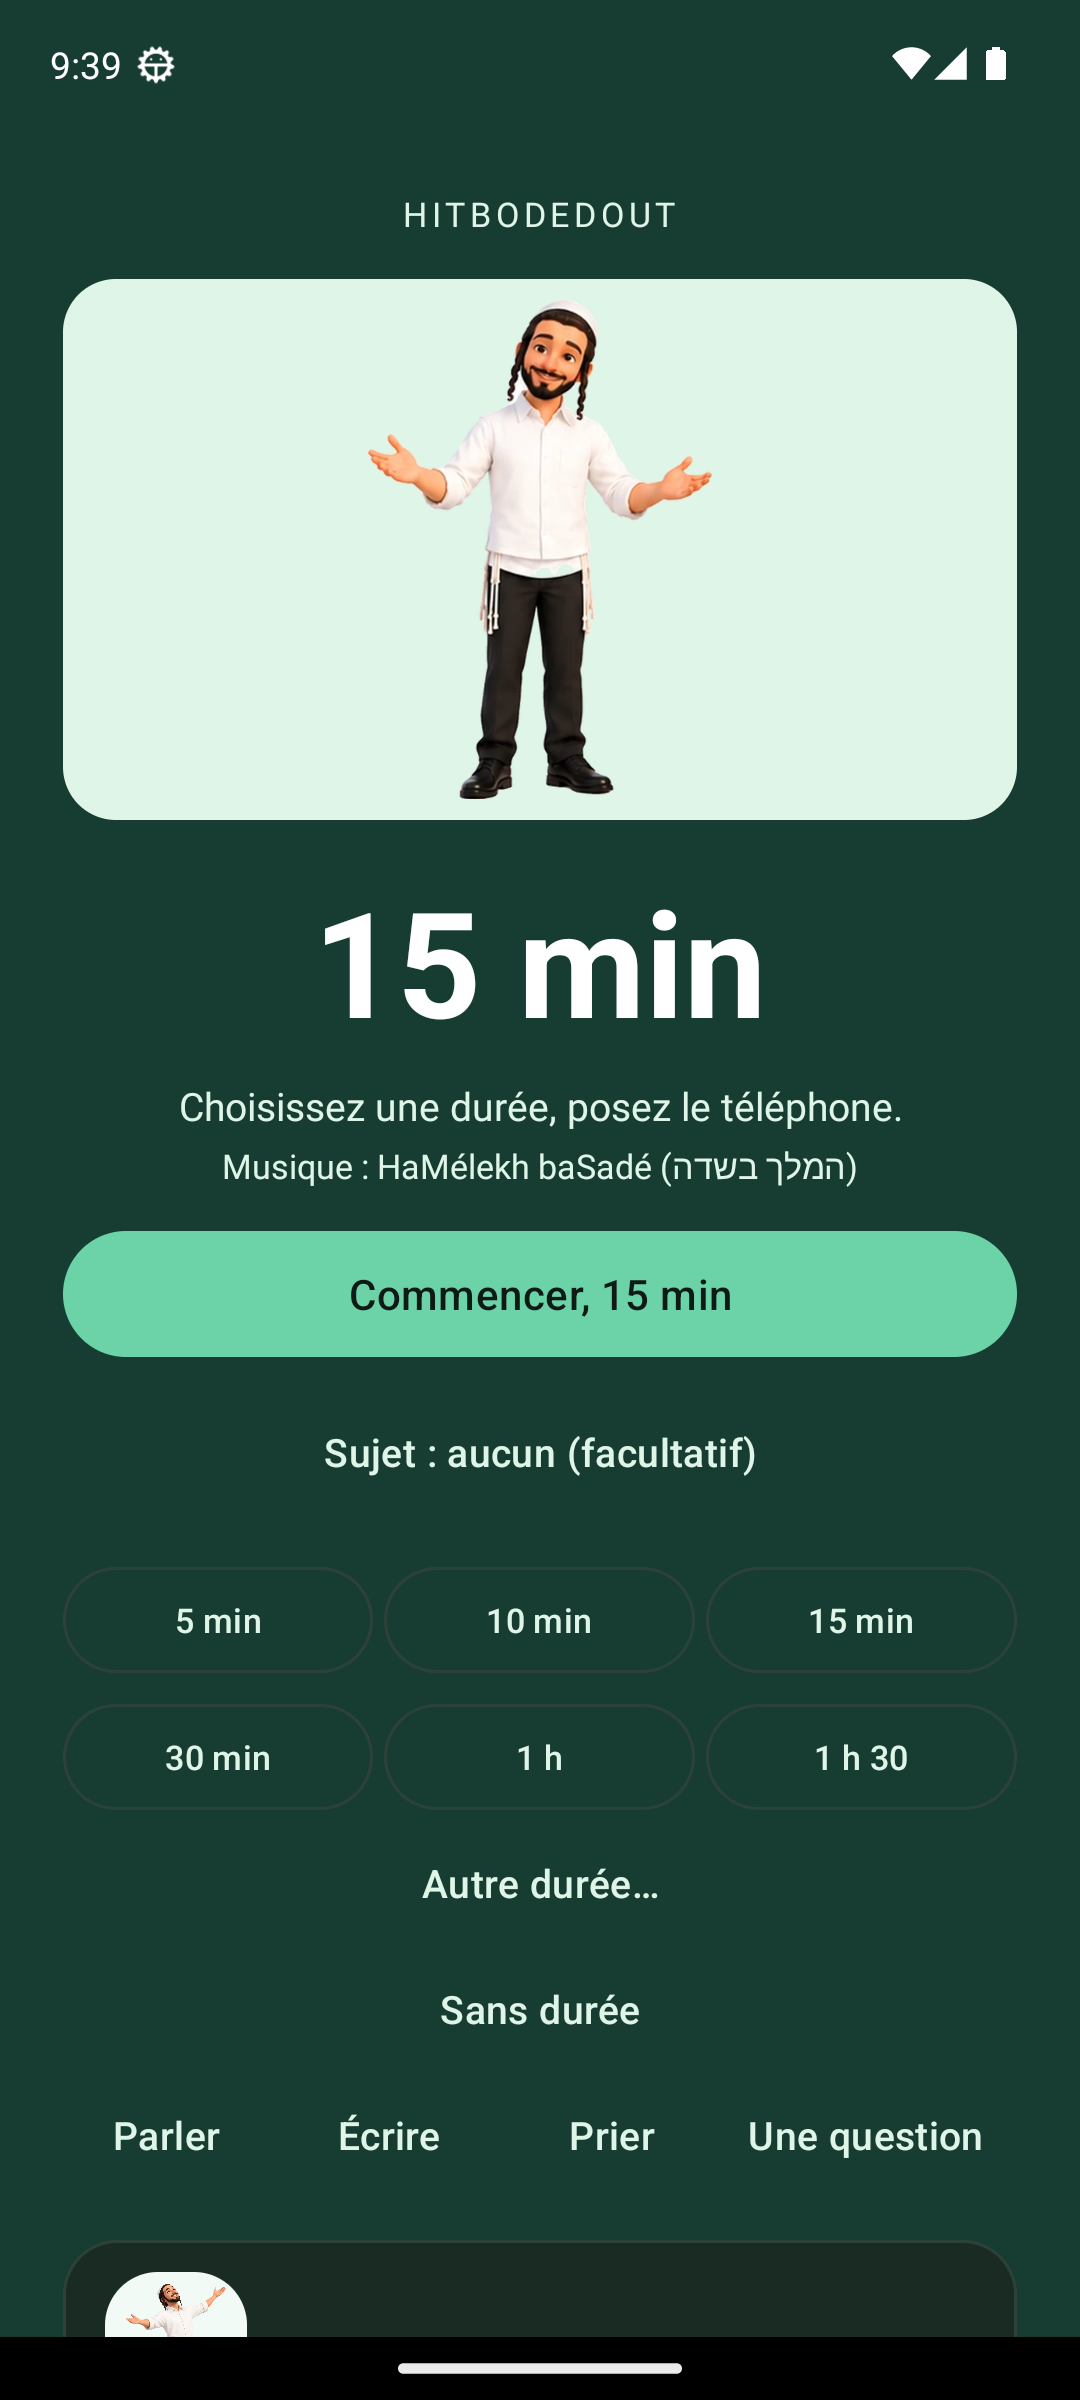 9:39
HITBODEDOUT
15 min
Choisissez une durée, posez le téléphone.
Musique : HaMélekh baSadé (המלך בשדה)
Commencer, 15 min
Sujet : aucun (facultatif)
5 min 10 min 15 min
30 min 1 h 1 h 30
Autre durée…
Sans durée
Parler Écrire Prier Une question